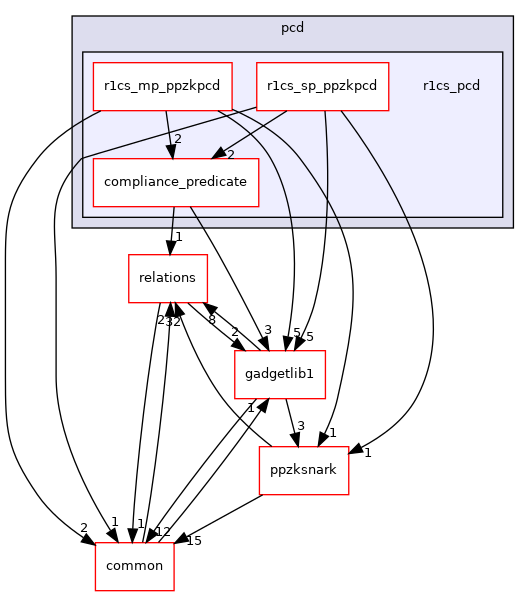 pcd
r1cs_mp_ppzkpcd
r1cs_sp_ppzkpcd
r1cs_pcd
2
2
compliance_predicate
1
relations
2
3
2
8
2
3
5
5
gadgetlib1
1
3
1
1
ppzksnark
2
1
1
12
15
common